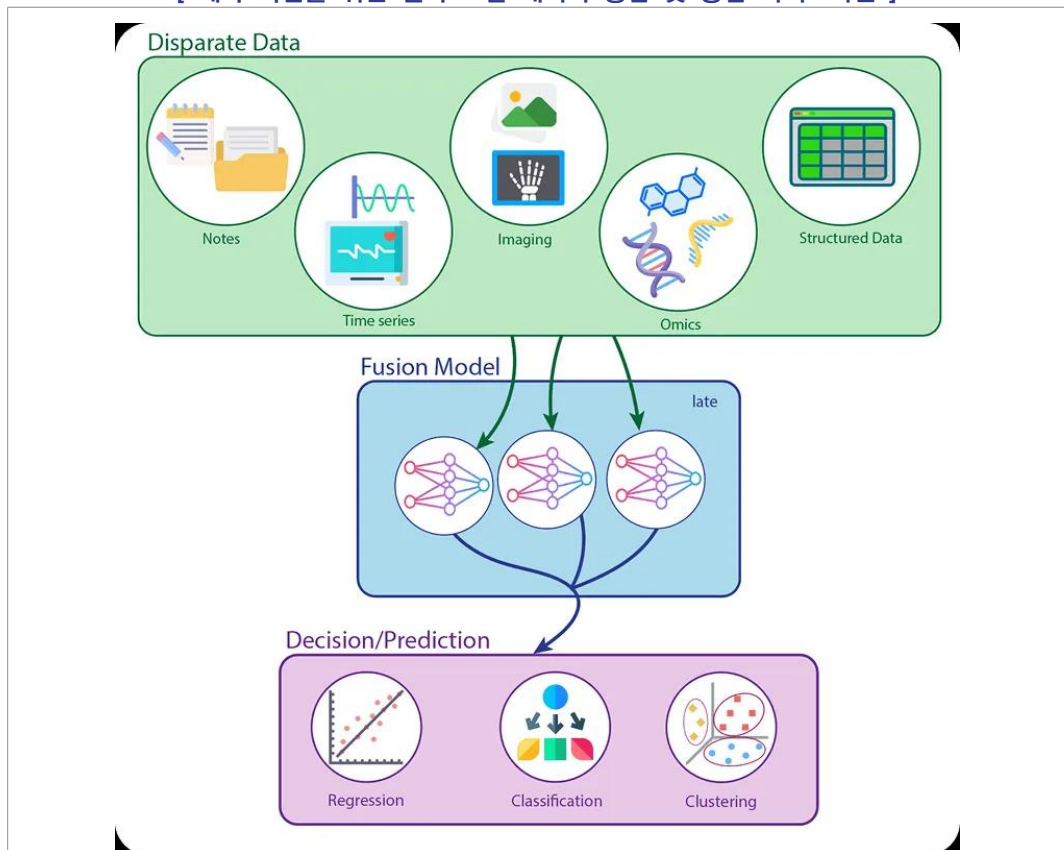 Disparate Data
Notes
Imaging
Structured Data
Time series
Omics
Fusion Model
late
Decision/Prediction
Regression
Classification
Clustering